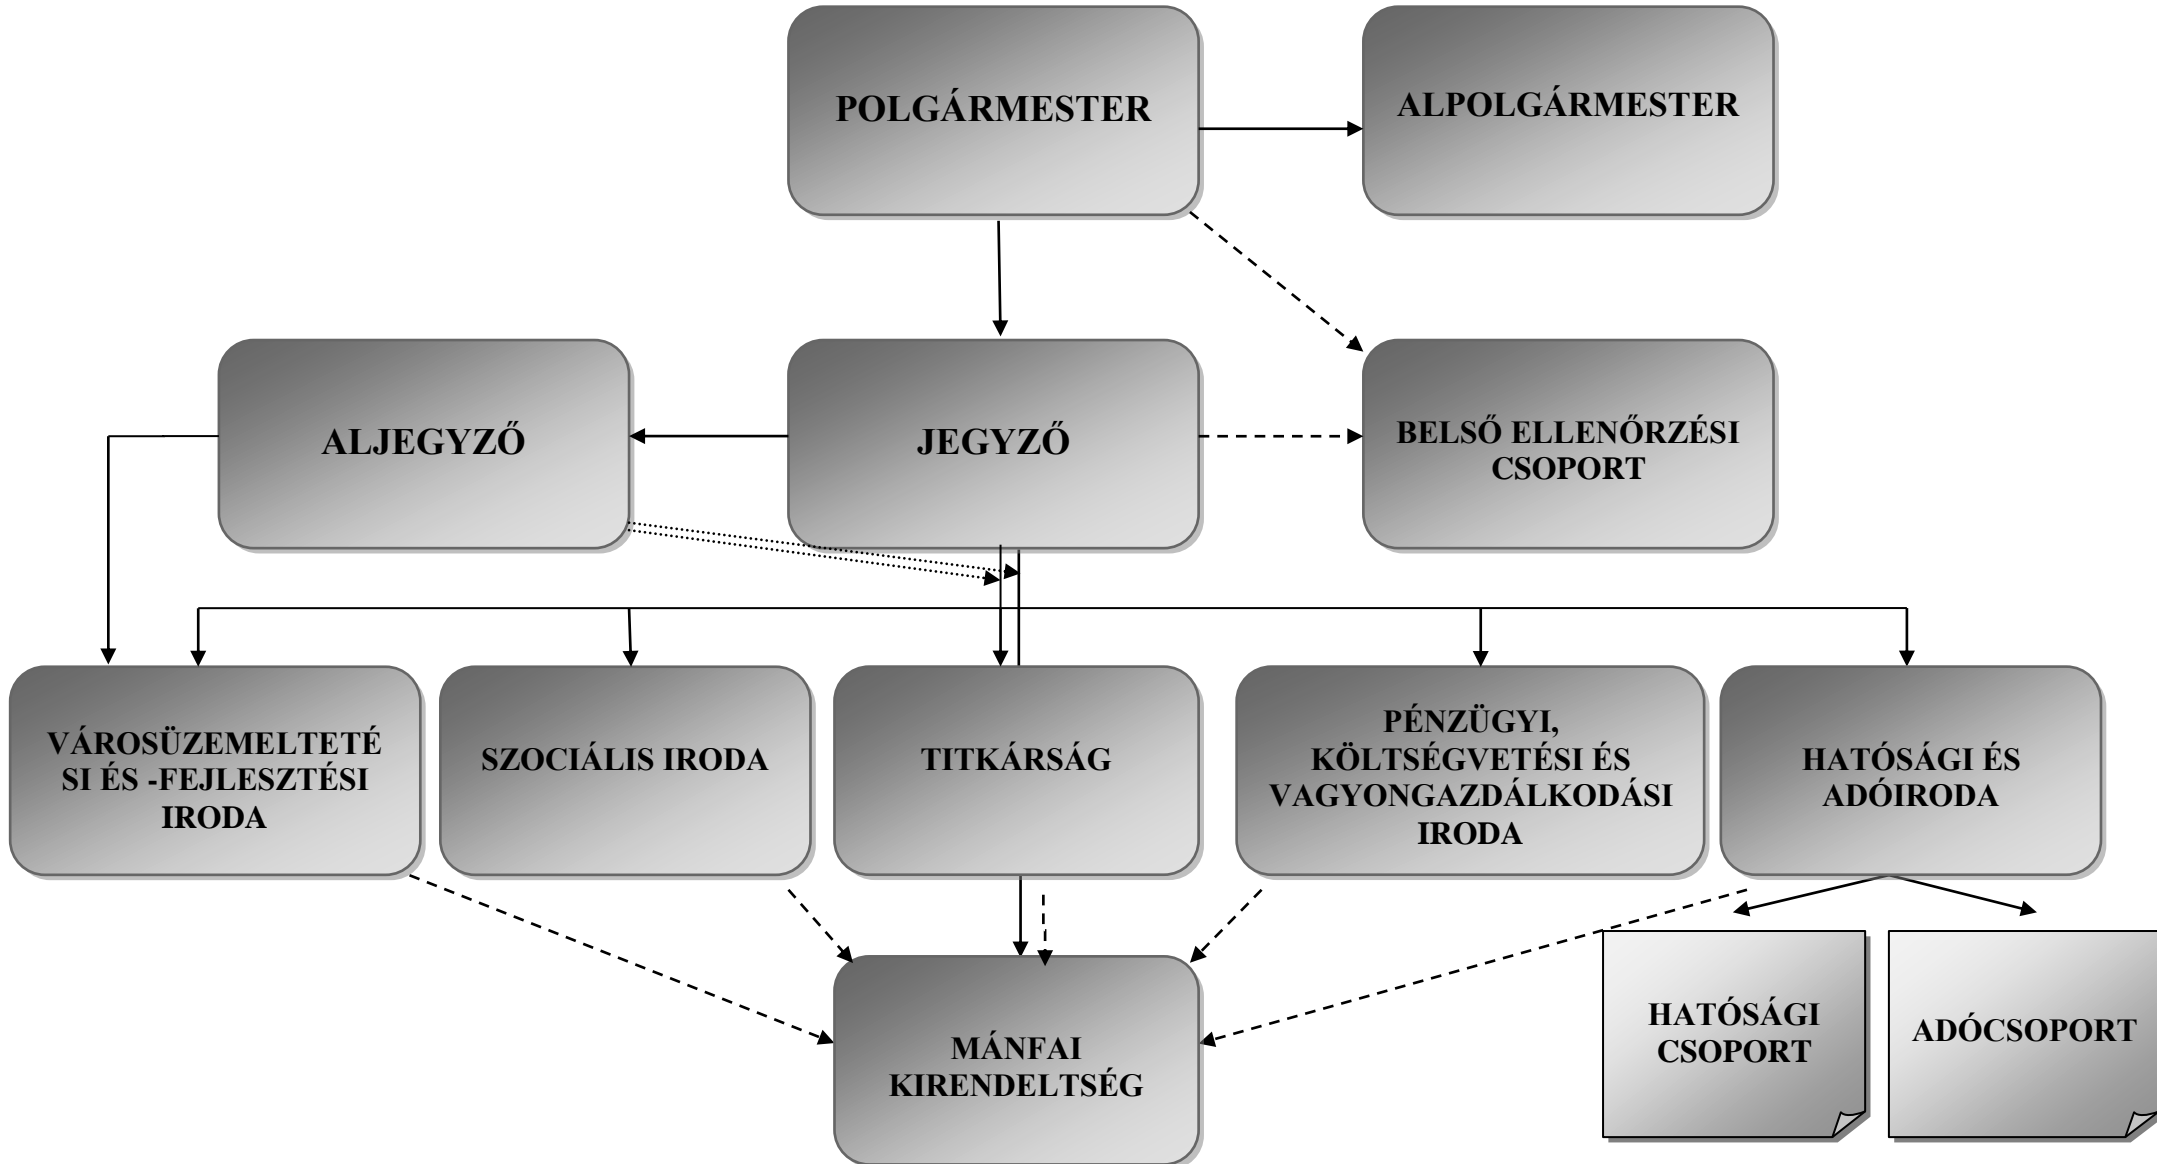 POLGÁRMESTER
ALPOLGÁRMESTER
ALJEGYZŐ
JEGYZŐ
BELSŐ ELLENŐRZÉSI
CSOPORT
VÁROSÜZEMELTETÉ
SI ÉS -FEJLESZTÉSI
IRODA
SZOCIÁLIS IRODA
TITKÁRSÁG
PÉNZÜGYI,
KÖLTSÉGVETÉSI ÉS
VAGYONGAZDÁLKODÁSI
IRODA
HATÓSÁGI ÉS
ADÓIRODA
MÁNFAI
KIRENDELTSÉG
HATÓSÁGI
CSOPORT
ADÓCSOPORT